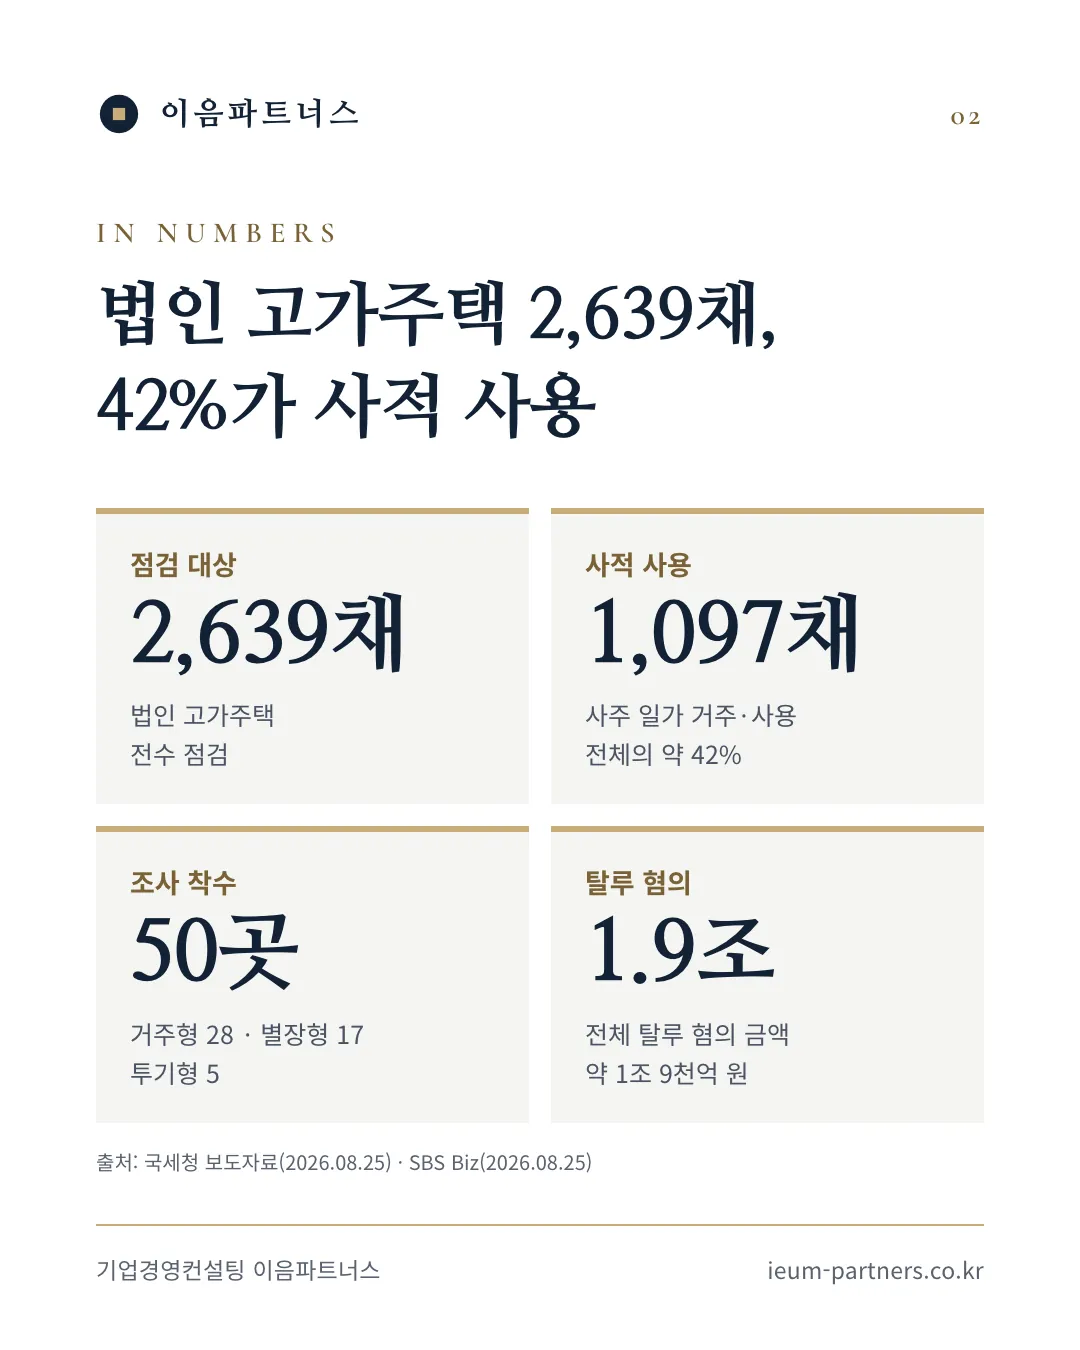 이음파트너스
02
IN NUMBERS
법인 고가주택 2,639채,
42%가 사적 사용
점검 대상
2,639채
법인 고가주택
전수 점검
사적 사용
1,097채
사주 일가 거주·사용
전체의 약 42%
조사 착수
50곳
거주형 28 · 별장형 17
투기형 5
탈루 혐의
1.9조
전체 탈루 혐의 금액
약 1조 9천억 원
출처: 국세청 보도자료(2026.08.25) · SBS Biz(2026.08.25)
기업경영컨설팅 이음파트너스
ieum-partners.co.kr